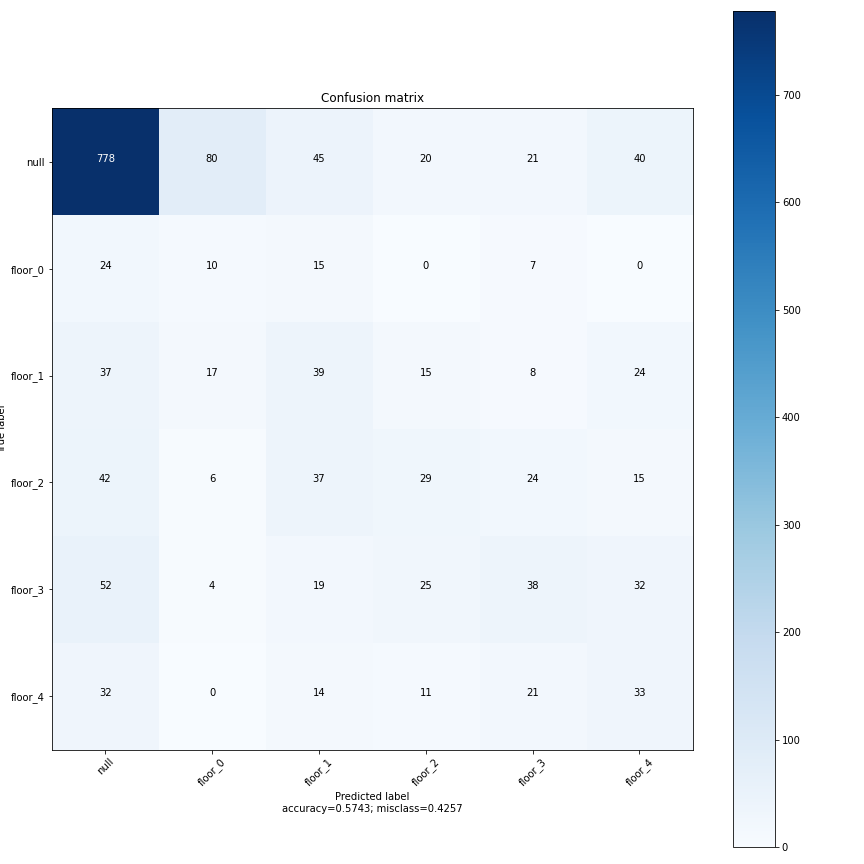 Confusion matrix
null 778 80 45 20 21 40
floor_0 24 10 15 0 7 0
floor_1 37 17 39 15 8 24
floor_2 42 6 37 29 24 15
floor_3 52 4 19 25 38 32
floor_4 32 0 14 11 21 33
null floor_0 floor_1 floor_2 floor_3 floor_4
Predicted label
accuracy=0.5743; misclass=0.4257
700
600
500
400
300
200
100
0